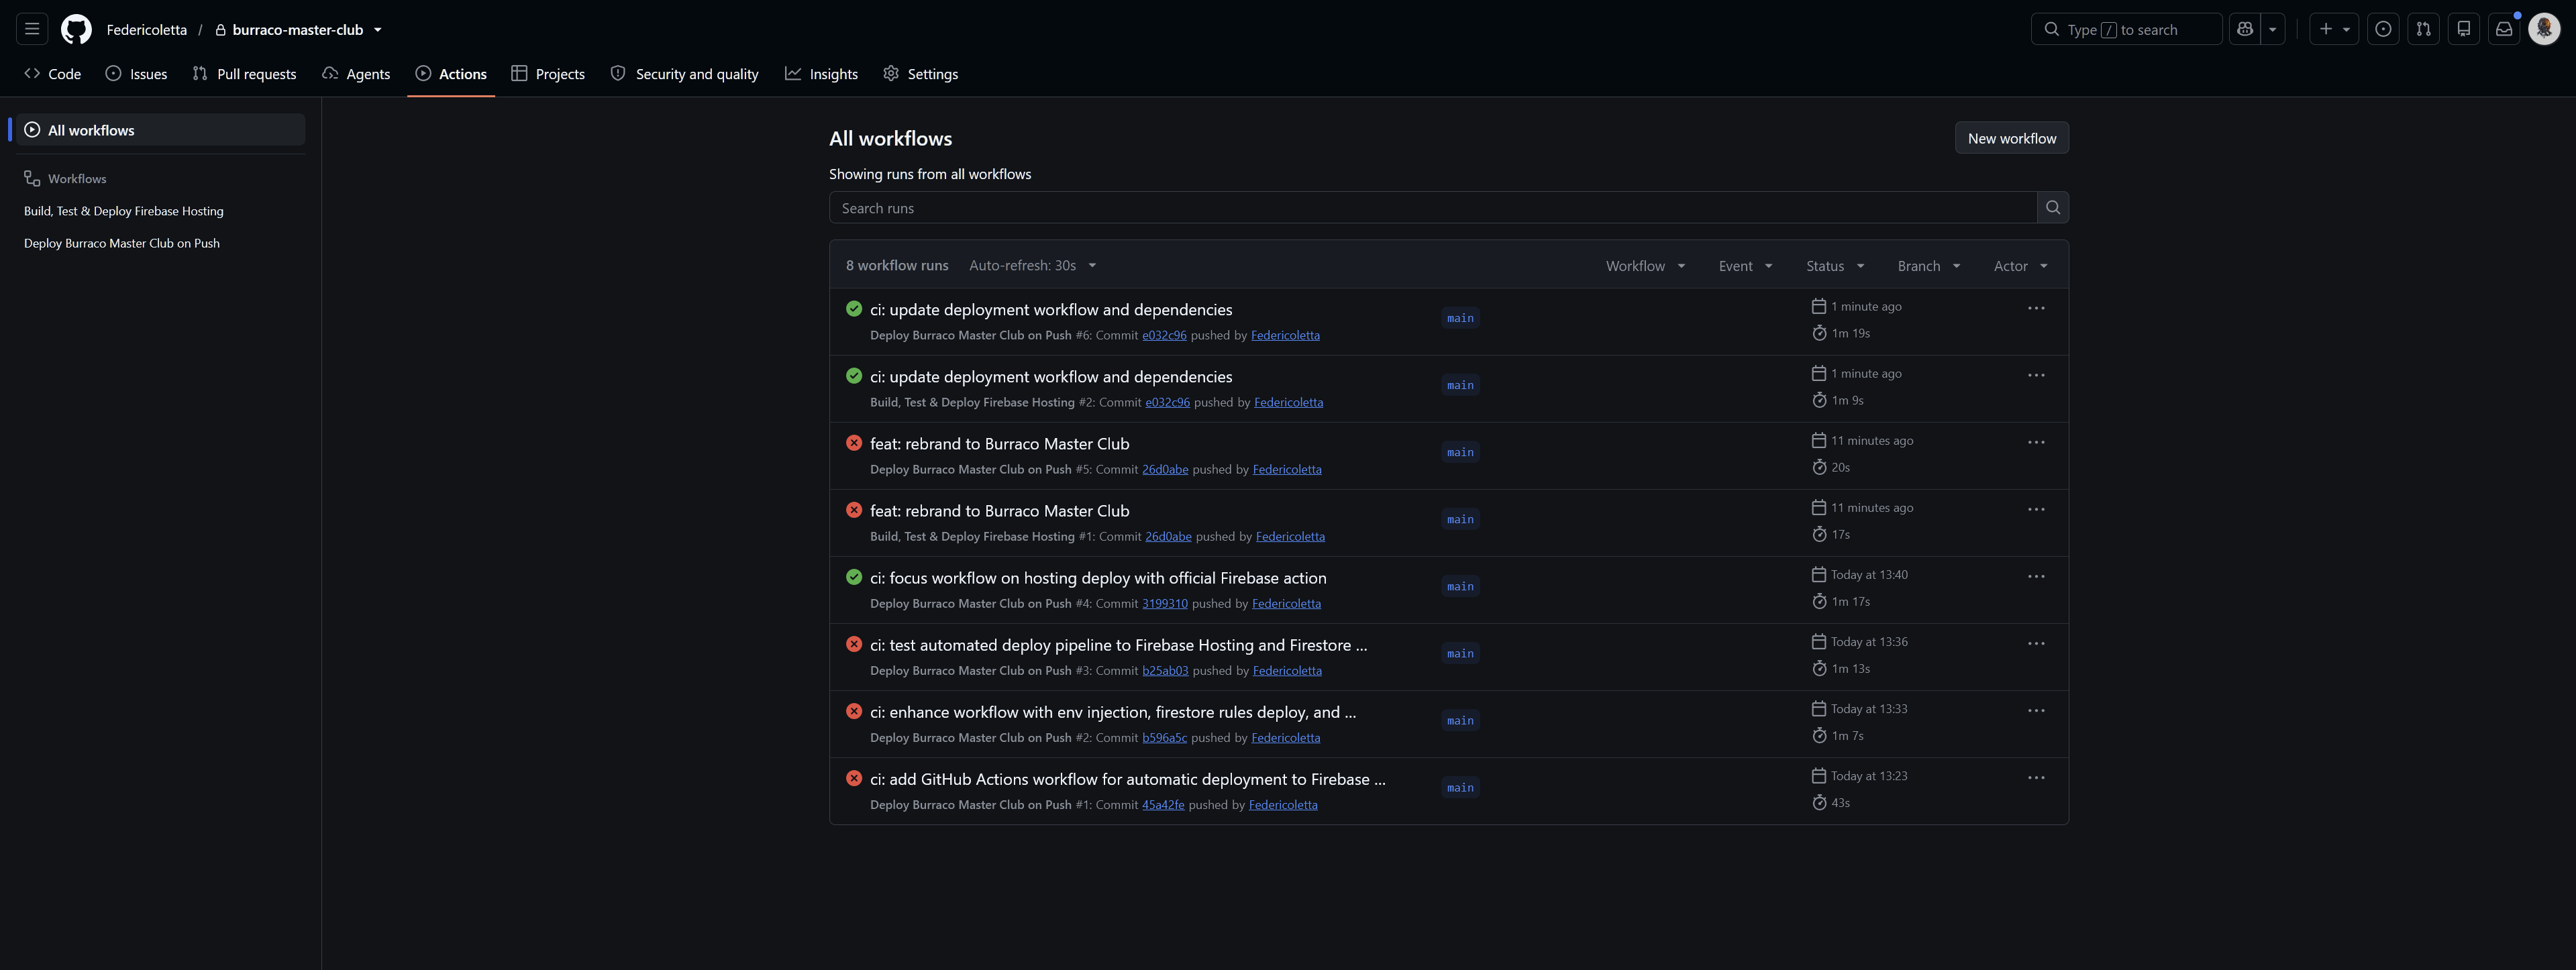 Federicoletta / burraco-master-club
Type / to search
Code Issues Pull requests Agents Actions Projects Security and quality Insights Settings
All workflows
Workflows
Build, Test & Deploy Firebase Hosting
Deploy Burraco Master Club on Push
All workflows
New workflow
Showing runs from all workflows
Search runs
8 workflow runs Auto-refresh: 30s Workflow Event Status Branch Actor
ci: update deployment workflow and dependencies
Deploy Burraco Master Club on Push #6: Commit e032c96 pushed by Federicoletta
main
1 minute ago
1m 19s
ci: update deployment workflow and dependencies
Build, Test & Deploy Firebase Hosting #2: Commit e032c96 pushed by Federicoletta
main
1 minute ago
1m 9s
feat: rebrand to Burraco Master Club
Deploy Burraco Master Club on Push #5: Commit 26d0abe pushed by Federicoletta
main
11 minutes ago
20s
feat: rebrand to Burraco Master Club
Build, Test & Deploy Firebase Hosting #1: Commit 26d0abe pushed by Federicoletta
main
11 minutes ago
17s
ci: focus workflow on hosting deploy with official Firebase action
Deploy Burraco Master Club on Push #4: Commit 3199310 pushed by Federicoletta
main
Today at 13:40
1m 17s
ci: test automated deploy pipeline to Firebase Hosting and Firestore ...
Deploy Burraco Master Club on Push #3: Commit b25ab03 pushed by Federicoletta
main
Today at 13:36
1m 13s
ci: enhance workflow with env injection, firestore rules deploy, and ...
Deploy Burraco Master Club on Push #2: Commit b596a5c pushed by Federicoletta
main
Today at 13:33
1m 7s
ci: add GitHub Actions workflow for automatic deployment to Firebase ...
Deploy Burraco Master Club on Push #1: Commit 45a42fe pushed by Federicoletta
main
Today at 13:23
43s